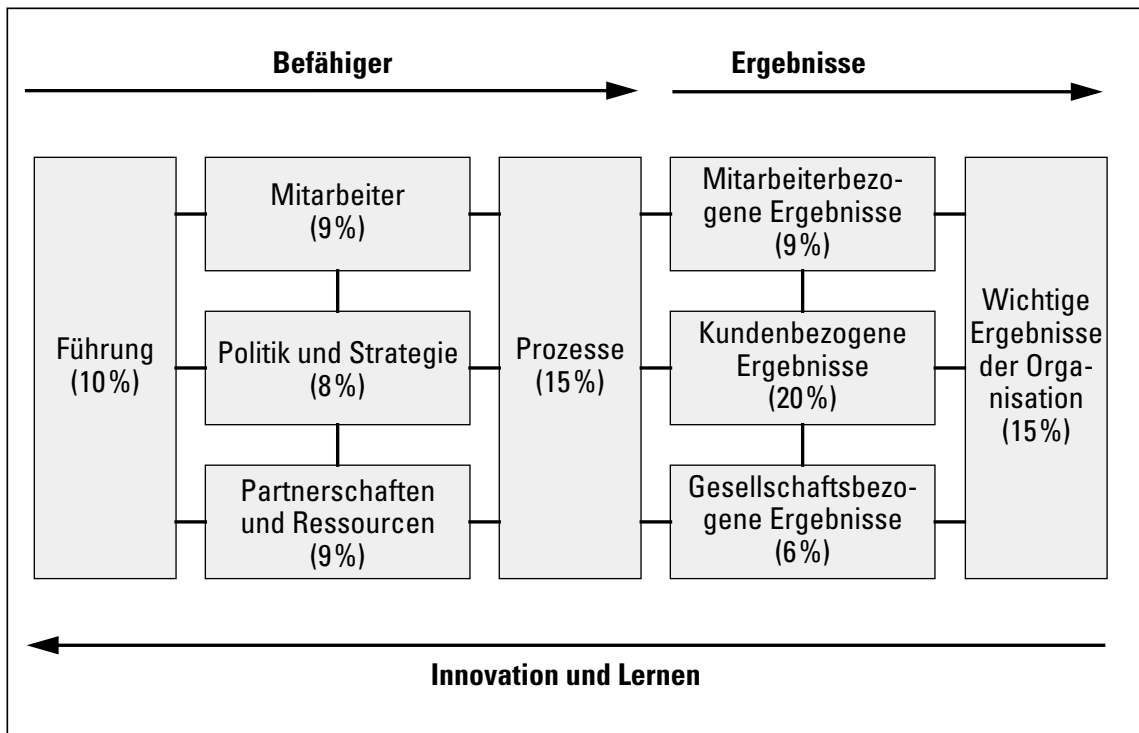 Befähiger
Ergebnisse
Führung
(10 %)
Mitarbeiter
(9 %)
Politik und Strategie
(8 %)
Partnerschaften
und Ressourcen
(9 %)
Prozesse
(15 %)
Mitarbeiterbezo-
gene Ergebnisse
(9 %)
Kundenbezogene
Ergebnisse
(20 %)
Gesellschaftsbezo-
gene Ergebnisse
(6 %)
Wichtige
Ergebnisse
der Orga-
nisation
(15 %)
Innovation und Lernen